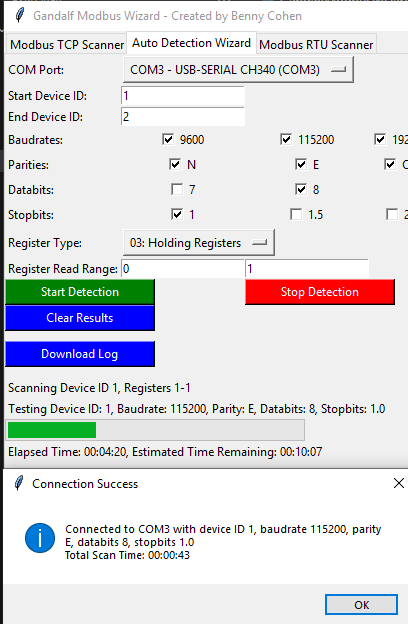 Gandalf Modbus Wizard - Created by Benny Cohen
Modbus TCP Scanner Auto Detection Wizard Modbus RTU Scanner
COM Port: COM3 - USB-SERIAL CH340 (COM3)
Start Device ID: 1
End Device ID: 2
Baudrates: 9600 115200 192
Parities: N E
Databits: 7 8
Stopbits: 1 1.5 2
Register Type: 03: Holding Registers
Register Read Range: 0 1
Start Detection Stop Detection
Clear Results
Download Log
Scanning Device ID 1, Registers 1-1
Testing Device ID: 1, Baudrate: 115200, Parity: E, Databits: 8, Stopbits: 1.0
Elapsed Time: 00:04:20, Estimated Time Remaining: 00:10:07
Connection Success
Connected to COM3 with device ID 1, baudrate 115200, parity
E, databits 8, stopbits 1.0
Total Scan Time: 00:00:43
OK